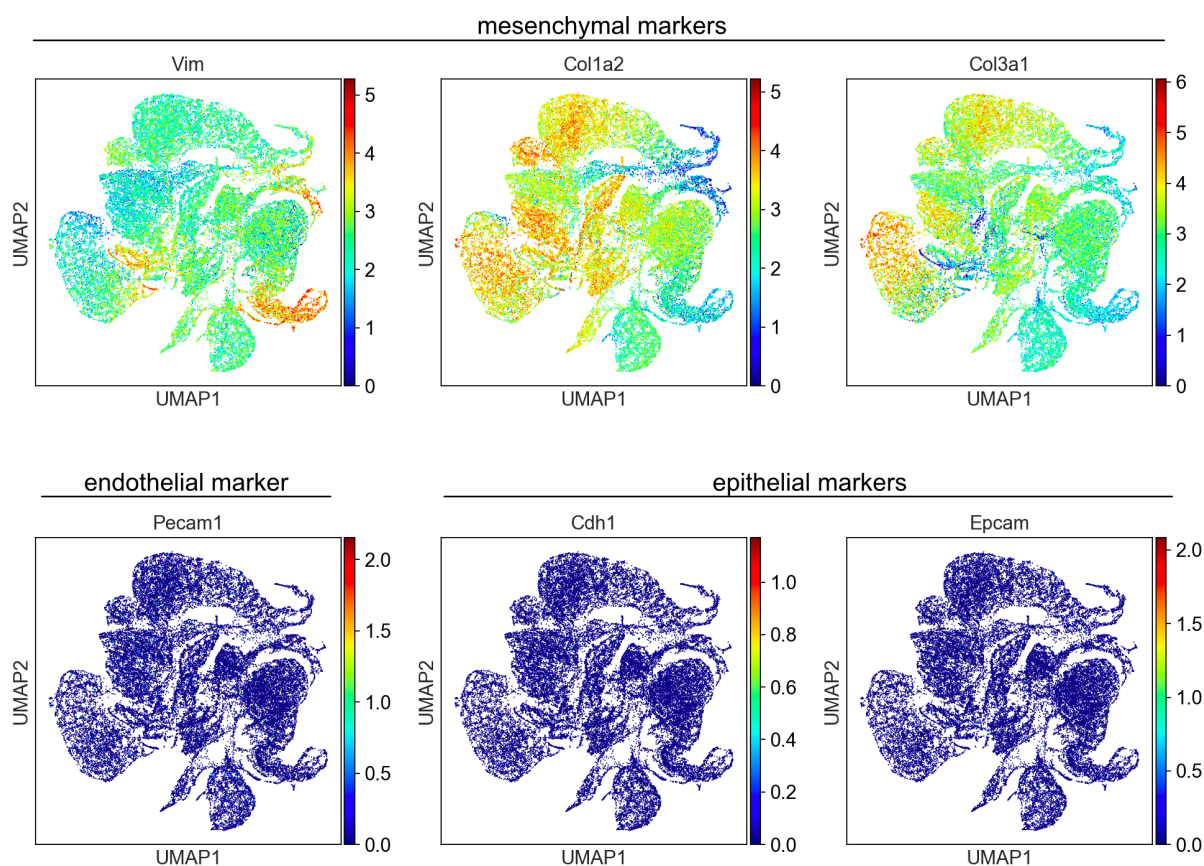 mesenchymal markers
Vim
Col1a2
Col3a1
UMAP2
5
4
3
2
1
0
UMAP1
UMAP2
5
4
3
2
1
0
UMAP1
UMAP2
6
5
4
3
2
1
0
UMAP1
endothelial marker
epithelial markers
Pecam1
Cdh1
Epcam
UMAP2
2.0
1.5
1.0
0.5
0.0
UMAP1
UMAP2
1.0
0.8
0.6
0.4
0.2
0.0
UMAP1
UMAP2
2.0
1.5
1.0
0.5
0.0
UMAP1